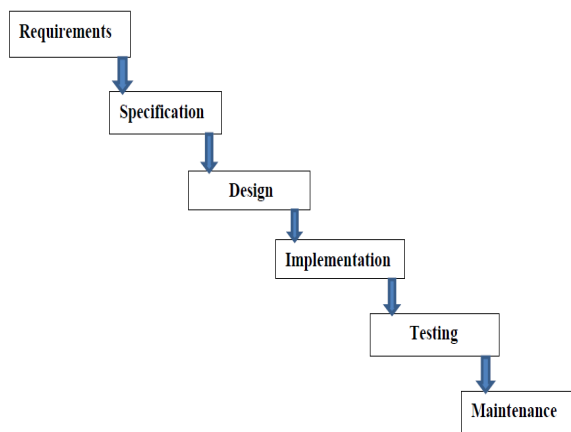 Requirements
Specification
Design
Implementation
Testing
Maintenance